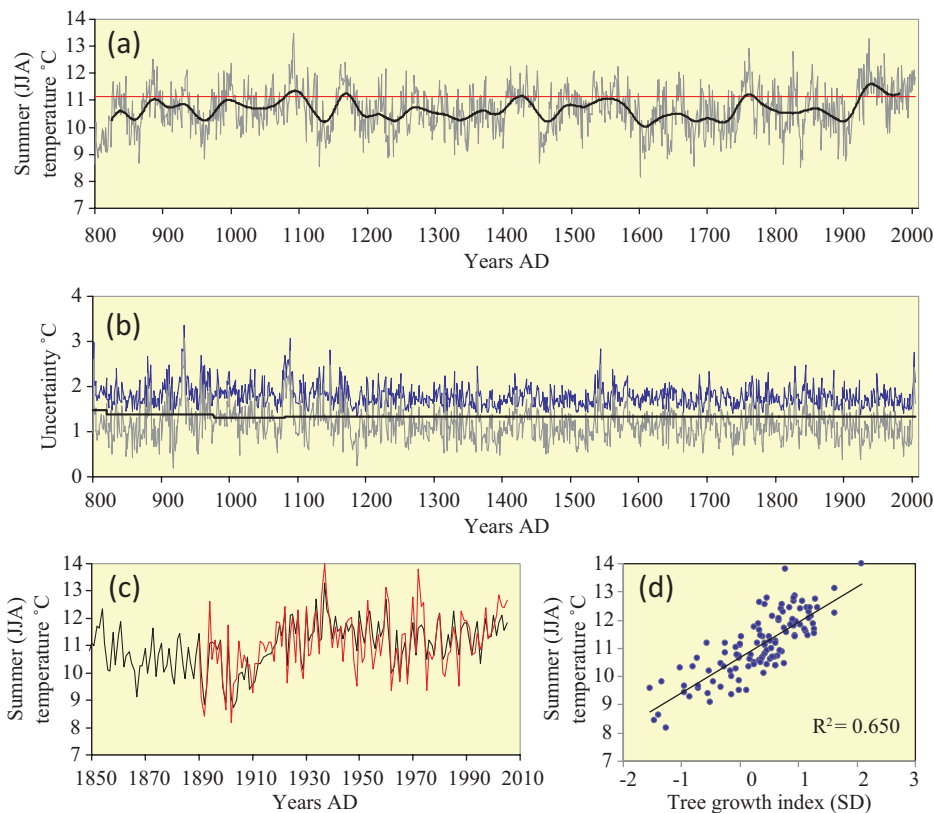 (a)
Summer (JJA)
temperature °C
14
13
12
11
10
9
8
7
800 900 1000 1100 1200 1300 1400 1500 1600 1700 1800 1900 2000
Years AD
(b)
Uncertainty °C
4
3
2
1
0
800 900 1000 1100 1200 1300 1400 1500 1600 1700 1800 1900 2000
Years AD
(c)
Summer (JJA)
temperature °C
14
13
12
11
10
9
8
7
1850 1870 1890 1910 1930 1950 1970 1990 2010
Years AD
(d)
Summer (JJA)
temperature °C
14
13
12
11
10
9
8
7
R² = 0.650
-2 -1 0 1 2 3
Tree growth index (SD)